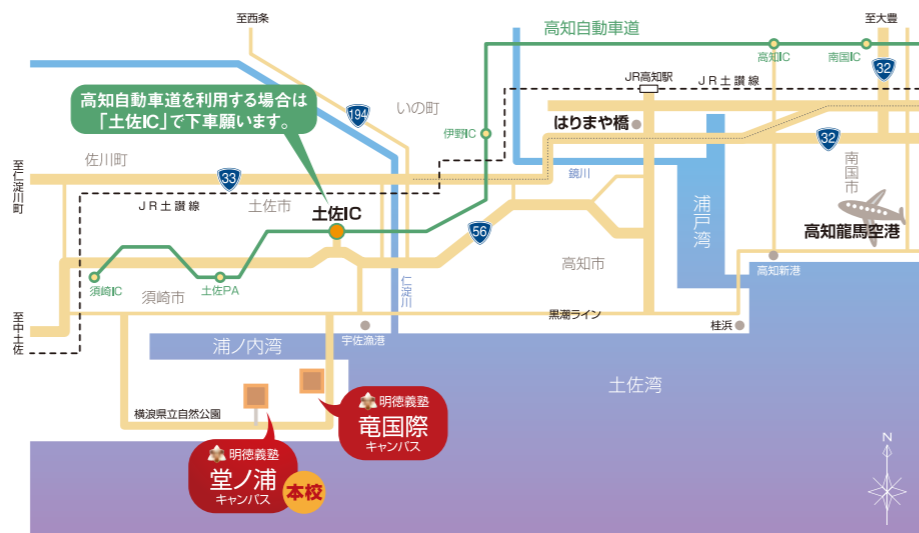 至西条
高知自動車道
至大豊
高知IC
南国IC
32
JR高知駅
JR土讃線
高知自動車道を利用する場合は
「土佐IC」で下車願います。
194
いの町
伊野IC
はりまや橋
32
至仁淀川町
佐川町
33
鏡川
南国市
JR土讃線
土佐市
土佐IC
56
浦戸湾
高知龍馬空港
須崎IC
土佐PA
高知市
高知新港
須崎市
仁淀川
至中土佐
黒潮ライン
宇佐漁港
桂浜
浦ノ内湾
土佐湾
横浪県立自然公園
明徳義塾
竜国際
キャンパス
明徳義塾
堂ノ浦
キャンパス
本校
N